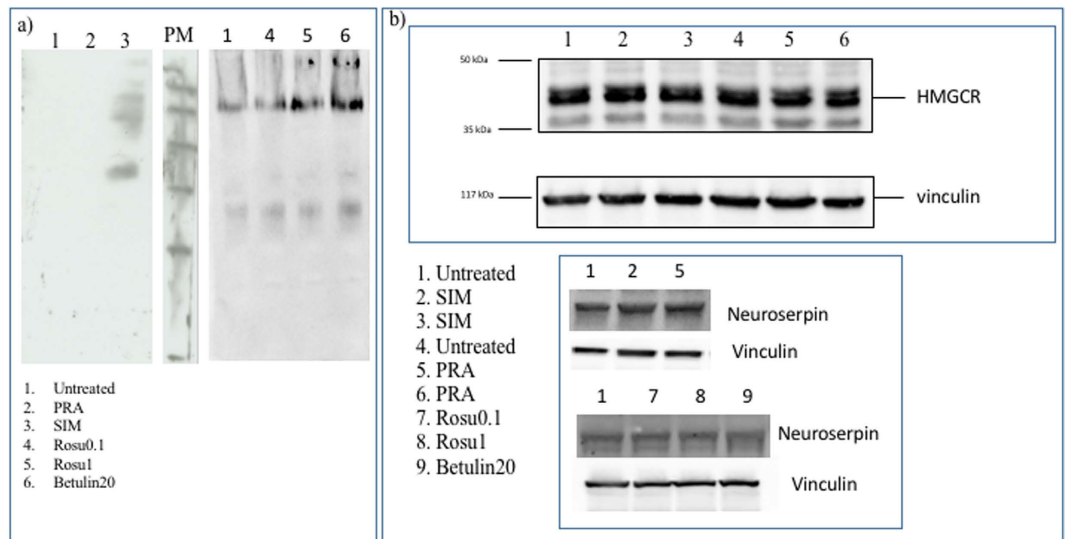 a)
1 2 3 PM 1 4 5 6
1. Untreated
2. PRA
3. SIM
4. Rosu0.1
5. Rosu1
6. Betulin20
b)
1 2 3 4 5 6
50 kDa
HMGCR
35 kDa
117 kDa
vinculin
1. Untreated
2. SIM
3. SIM
4. Untreated
5. PRA
6. PRA
7. Rosu0.1
8. Rosu1
9. Betulin20
1 2 5
Neuroserpin
Vinculin
1 7 8 9
Neuroserpin
Vinculin